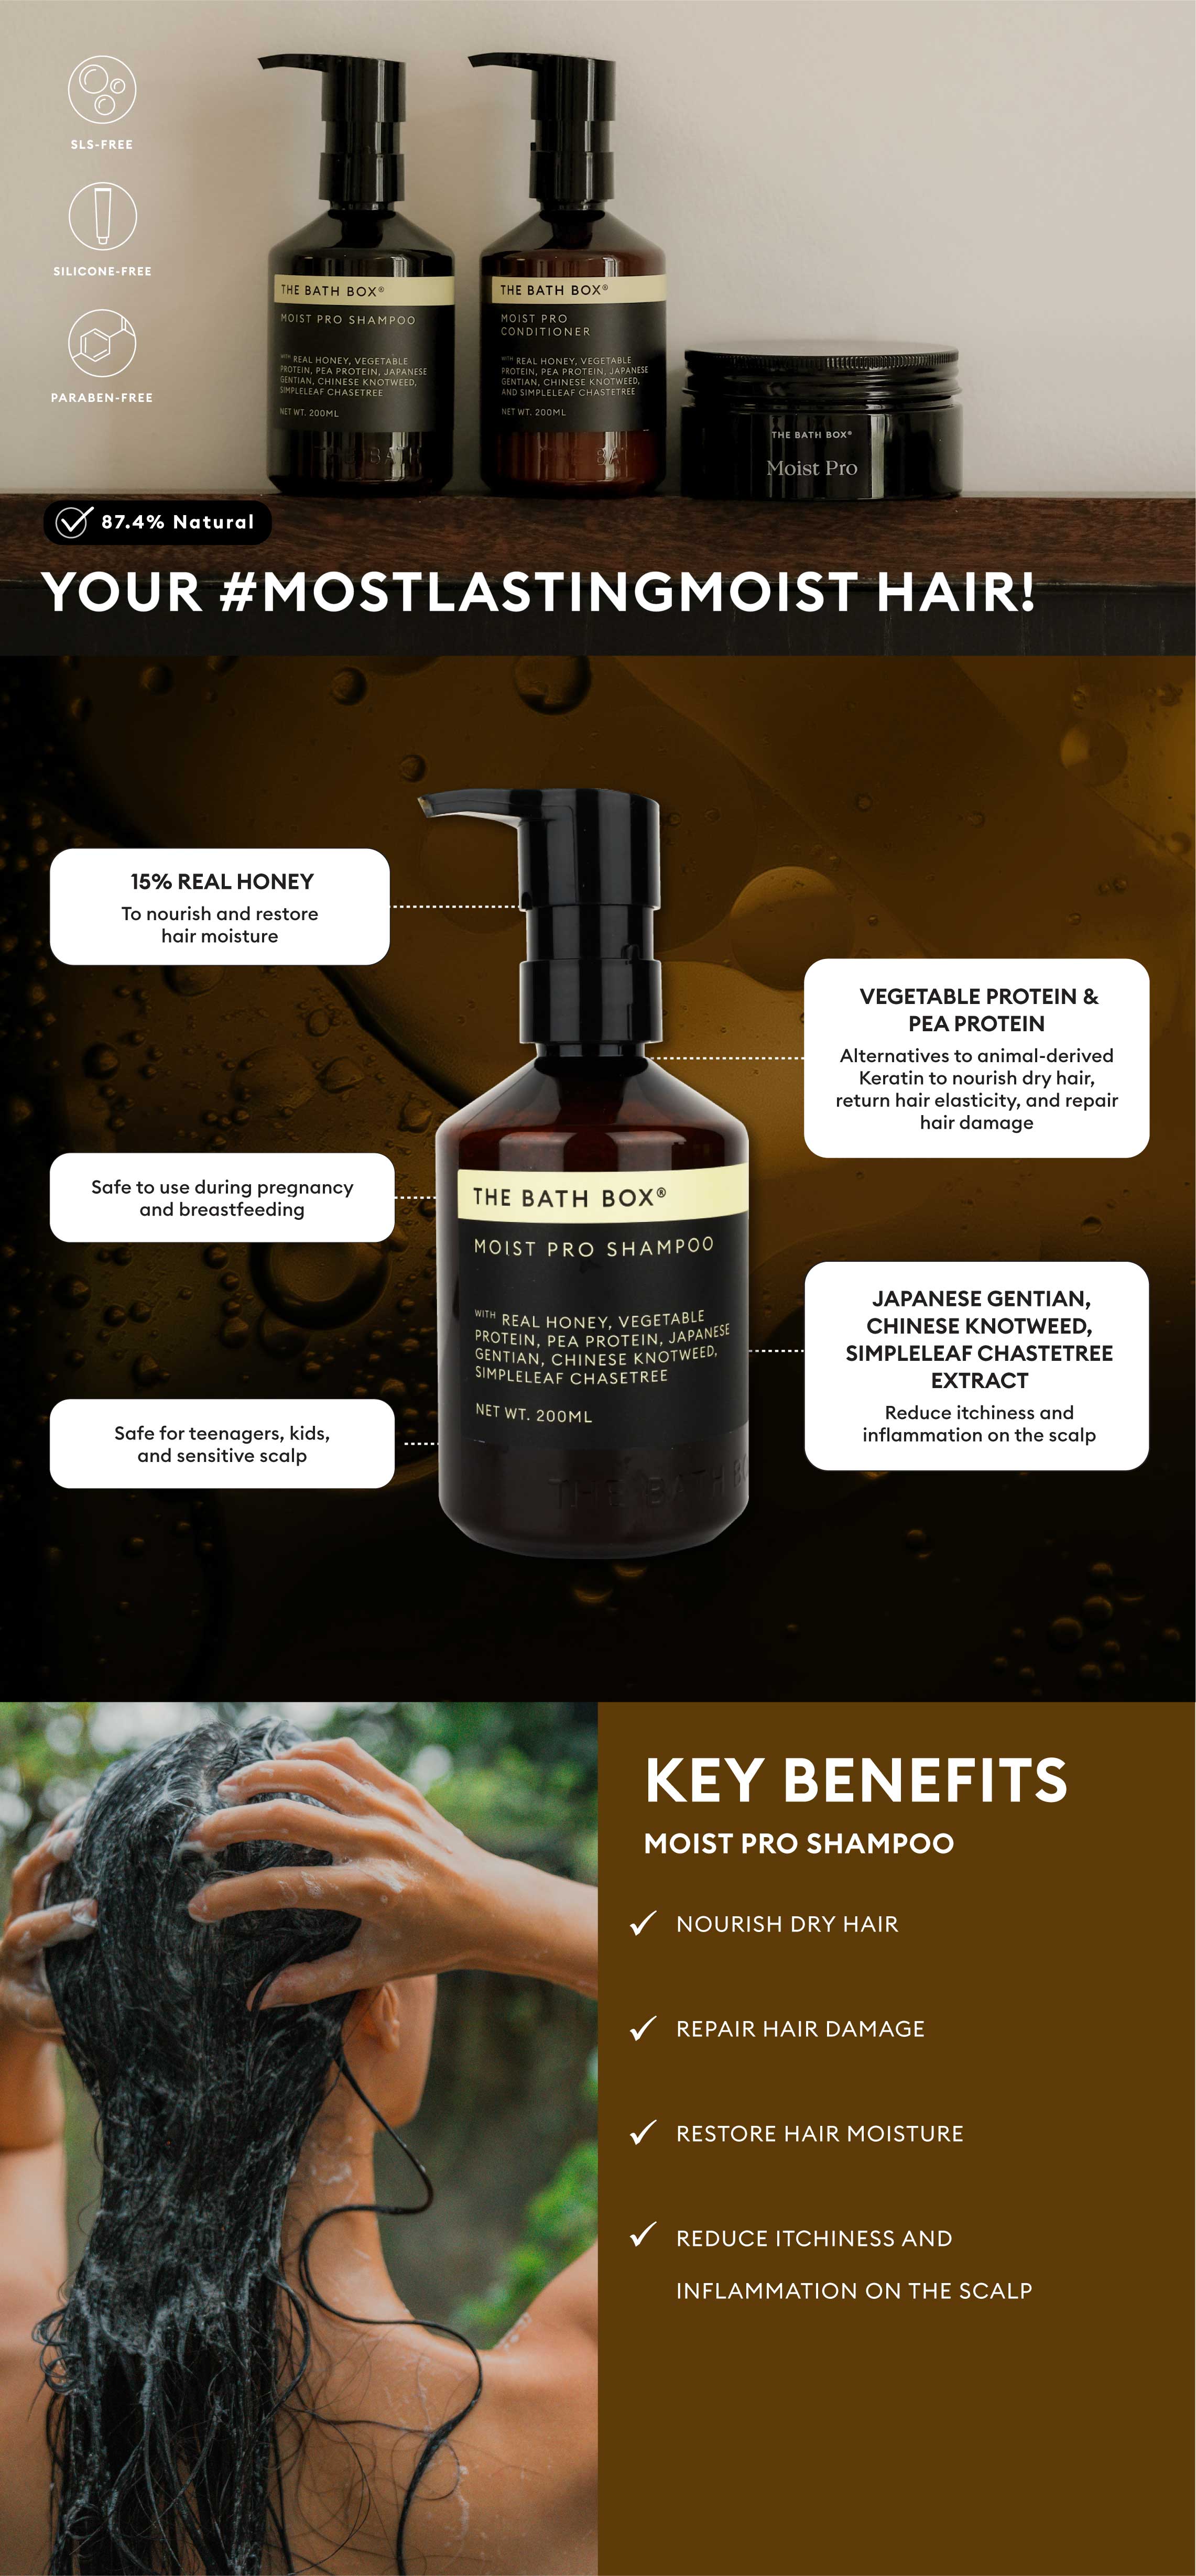 SLS-FREE
SILICONE-FREE
PARABEN-FREE
THE BATH BOX®
MOIST PRO SHAMPOO
WITH REAL HONEY, VEGETABLE
PROTEIN, PEA PROTEIN, JAPANESE
GENTIAN, CHINESE KNOTWEED,
SIMPLELEAF CHASETREE
NET WT. 200ML
THE BATH
THE BATH BOX®
MOIST PRO
CONDITIONER
WITH REAL HONEY, VEGETABLE
PROTEIN, PEA PROTEIN, JAPANESE
GENTIAN, CHINESE KNOTWEED,
AND SIMPLELEAF CHASTETREE
NET WT. 200ML
THE BATH BOX®
Moist Pro
87.4% Natural
YOUR #MOSTLASTINGMOIST HAIR!
15% REAL HONEY
To nourish and restore
hair moisture
VEGETABLE PROTEIN &
PEA PROTEIN
Alternatives to animal-derived
Keratin to nourish dry hair,
return hair elasticity, and repair
hair damage
Safe to use during pregnancy
and breastfeeding
THE BATH BOX®
MOIST PRO SHAMPOO
WITH REAL HONEY, VEGETABLE
PROTEIN, PEA PROTEIN, JAPANESE
GENTIAN, CHINESE KNOTWEED,
SIMPLELEAF CHASETREE
NET WT. 200ML
THE BATH BO
JAPANESE GENTIAN,
CHINESE KNOTWEED,
SIMPLELEAF CHASTETREE
EXTRACT
Reduce itchiness and
inflammation on the scalp
Safe for teenagers, kids,
and sensitive scalp
KEY BENEFITS
MOIST PRO SHAMPOO
NOURISH DRY HAIR
REPAIR HAIR DAMAGE
RESTORE HAIR MOISTURE
REDUCE ITCHINESS AND
INFLAMMATION ON THE SCALP